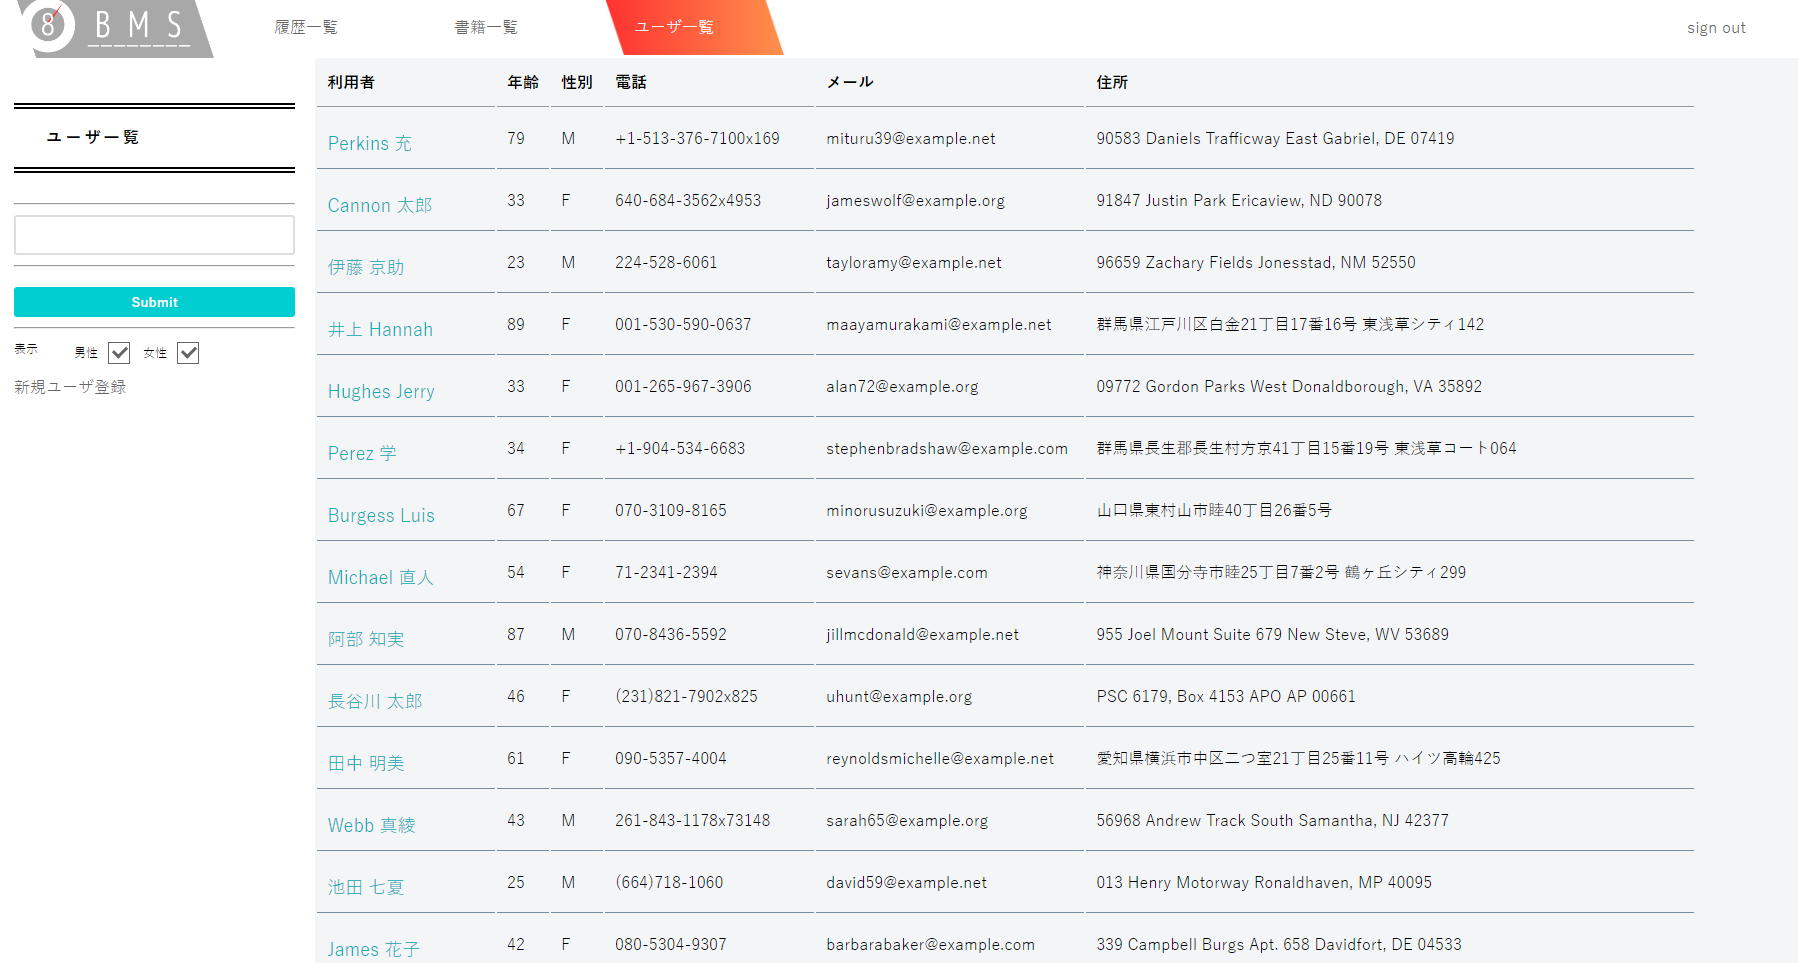 8 BMS
履歴一覧 書籍一覧 ユーザ一覧 sign out
ユーザ一覧
Submit
表示 男性 女性
新規ユーザ登録
利用者 年齢 性別 電話 メール 住所
Perkins 充 79 M +1-513-376-7100x169 mituru39@example.net 90583 Daniels Trafficway East Gabriel, DE 07419
Cannon 太郎 33 F 640-684-3562x4953 jameswolf@example.org 91847 Justin Park Ericaview, ND 90078
伊藤 京助 23 M 224-528-6061 tayloramy@example.net 96659 Zachary Fields Jonesstad, NM 52550
井上 Hannah 89 F 001-530-590-0637 maayamurakami@example.net 群馬県江戸川区白金21丁目17番16号 東浅草シティ142
Hughes Jerry 33 F 001-265-967-3906 alan72@example.org 09772 Gordon Parks West Donaldborough, VA 35892
Perez 学 34 F +1-904-534-6683 stephenbradshaw@example.com 群馬県長生郡長生村方京41丁目15番19号 東浅草コート064
Burgess Luis 67 F 070-3109-8165 minorusuzuki@example.org 山口県東村山市睦40丁目26番5号
Michael 直人 54 F 71-2341-2394 sevans@example.com 神奈川県国分寺市睦25丁目7番2号 鶴ヶ丘シティ299
阿部 知実 87 M 070-8436-5592 jillmcdonald@example.net 955 Joel Mount Suite 679 New Steve, WV 53689
長谷川 太郎 46 F (231)821-7902x825 uhunt@example.org PSC 6179, Box 4153 APO AP 00661
田中 明美 61 F 090-5357-4004 reynoldsmichelle@example.net 愛知県横浜市中区二つ室21丁目25番11号 ハイツ高輪425
Webb 真綾 43 M 261-843-1178x73148 sarah65@example.org 56968 Andrew Track South Samantha, NJ 42377
池田 七夏 25 M (664)718-1060 david59@example.net 013 Henry Motorway Ronaldhaven, MP 40095
James 花子 42 F 080-5304-9307 barbarabaker@example.com 339 Campbell Burgs Apt. 658 Davidfort, DE 04533